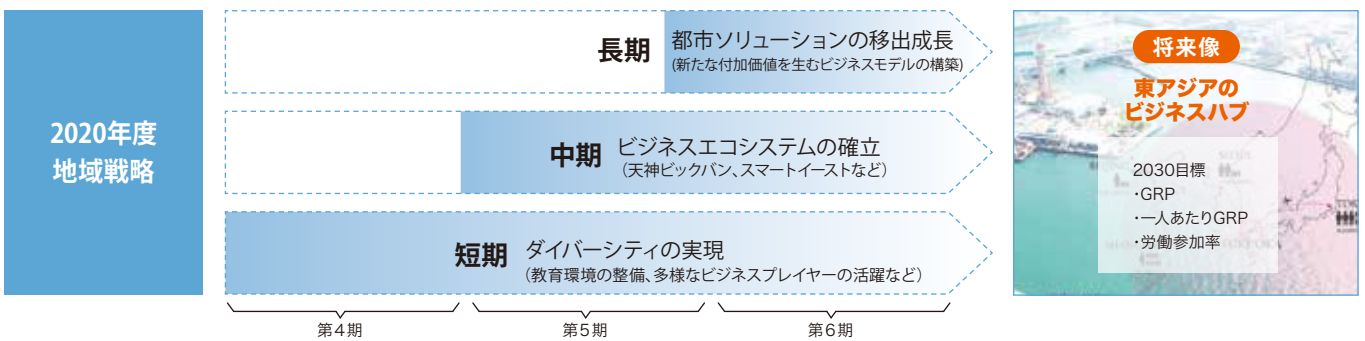 2020年度
地域戦略
長期
都市ソリューションの移出成長
(新たな付加価値を生むビジネスモデルの構築)
中期
ビジネスエコシステムの確立
(天神ビックバン、スマートイーストなど)
短期
ダイバーシティの実現
(教育環境の整備、多様なビジネスプレイヤーの活躍など)
第4期
第5期
第6期
将来像
東アジアの
ビジネスハブ
2030目標
・GRP
・一人あたりGRP
・労働参加率